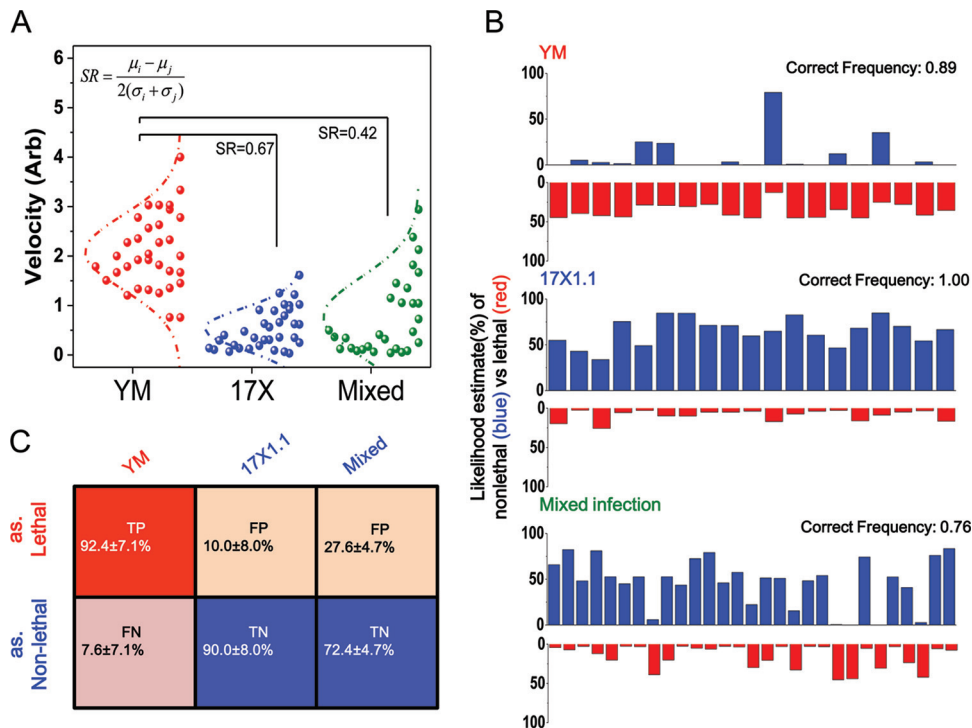 A
SR = μi − μj / 2(σi + σj)
SR=0.67
SR=0.42
Velocity (Arb)
6
5
4
3
2
1
0
YM
17X
Mixed
B
YM
Correct Frequency: 0.89
100
50
0
0
50
100
17X1.1
Correct Frequency: 1.00
100
50
0
0
50
100
Mixed infection
Correct Frequency: 0.76
100
50
0
0
50
100
Likelihood estimate(%) of
nonlethal (blue) vs lethal (red)
C
YM
17X1.1
Mixed
as.
Lethal
TP
92.4±7.1%
FP
10.0±8.0%
FP
27.6±4.7%
as.
Non-lethal
FN
7.6±7.1%
TN
90.0±8.0%
TN
72.4±4.7%